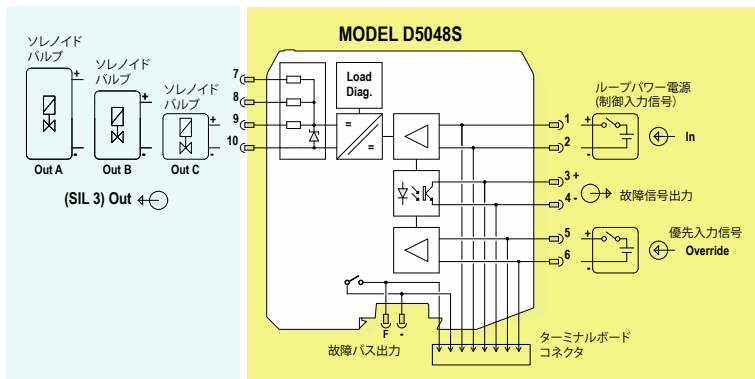 MODEL D5048S
ソレノイド
バルブ
+
-
Out A
ソレノイド
バルブ
+
-
Out B
ソレノイド
バルブ
+
-
Out C
(SIL 3) Out
7
8
9
10
Load
Diag.
=
=
1
2
3 +
4 -
5
6
ループパワー電源
(制御入力信号)
+
-
In
故障信号出力
優先入力信号
+
-
Override
F
-
故障バス出力
ターミナルボード
コネクタ